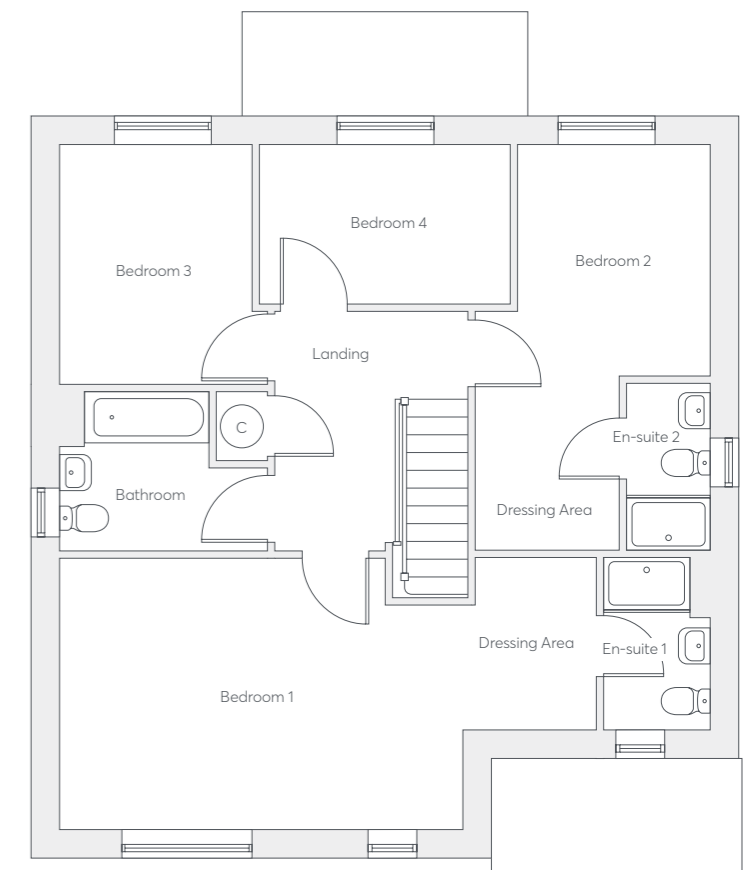 Bedroom 4
Bedroom 2
Bedroom 3
Landing
C
En-suite 2
Bathroom
Dressing Area
Dressing Area
En-suite 1
Bedroom 1